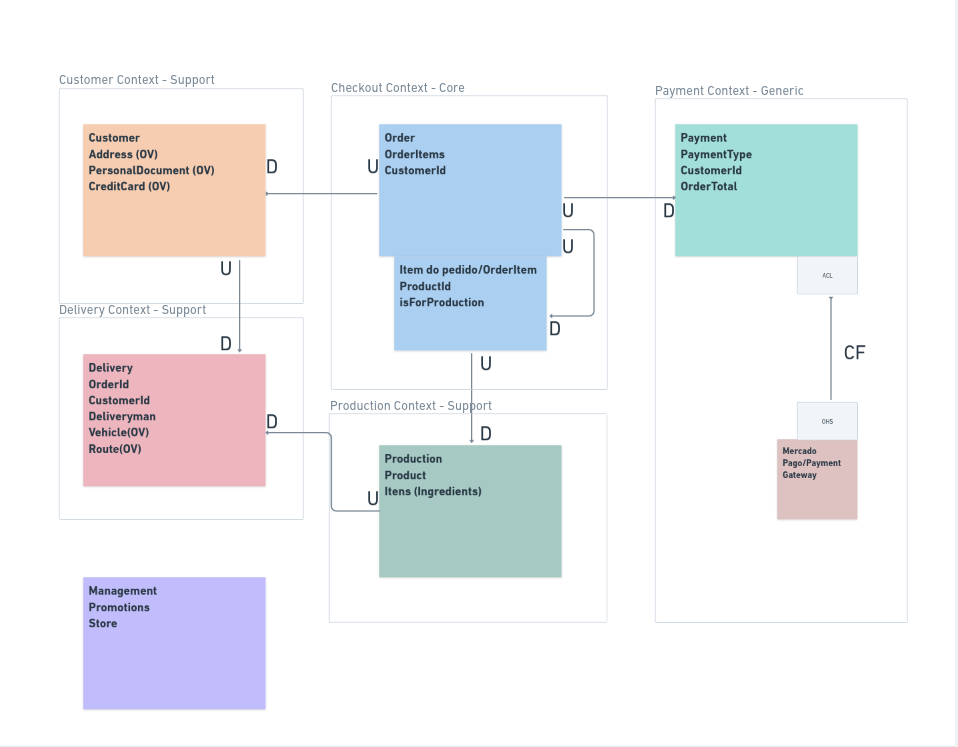 Customer Context - Support
Customer
Address (OV)
PersonalDocument (OV)
CreditCard (OV)
D
U
Checkout Context - Core
Order
OrderItems
CustomerId
U
U
U
Item do pedido/OrderItem
ProductId
isForProduction
D
U
Payment Context - Generic
Payment
PaymentType
CustomerId
OrderTotal
D
ACL
CF
OHS
Mercado
Pago/Payment
Gateway
Delivery Context - Support
D
Delivery
OrderId
CustomerId
Deliveryman
Vehicle(OV)
Route(OV)
D
Production Context - Support
D
Production
Product
Itens (Ingredients)
U
Management
Promotions
Store